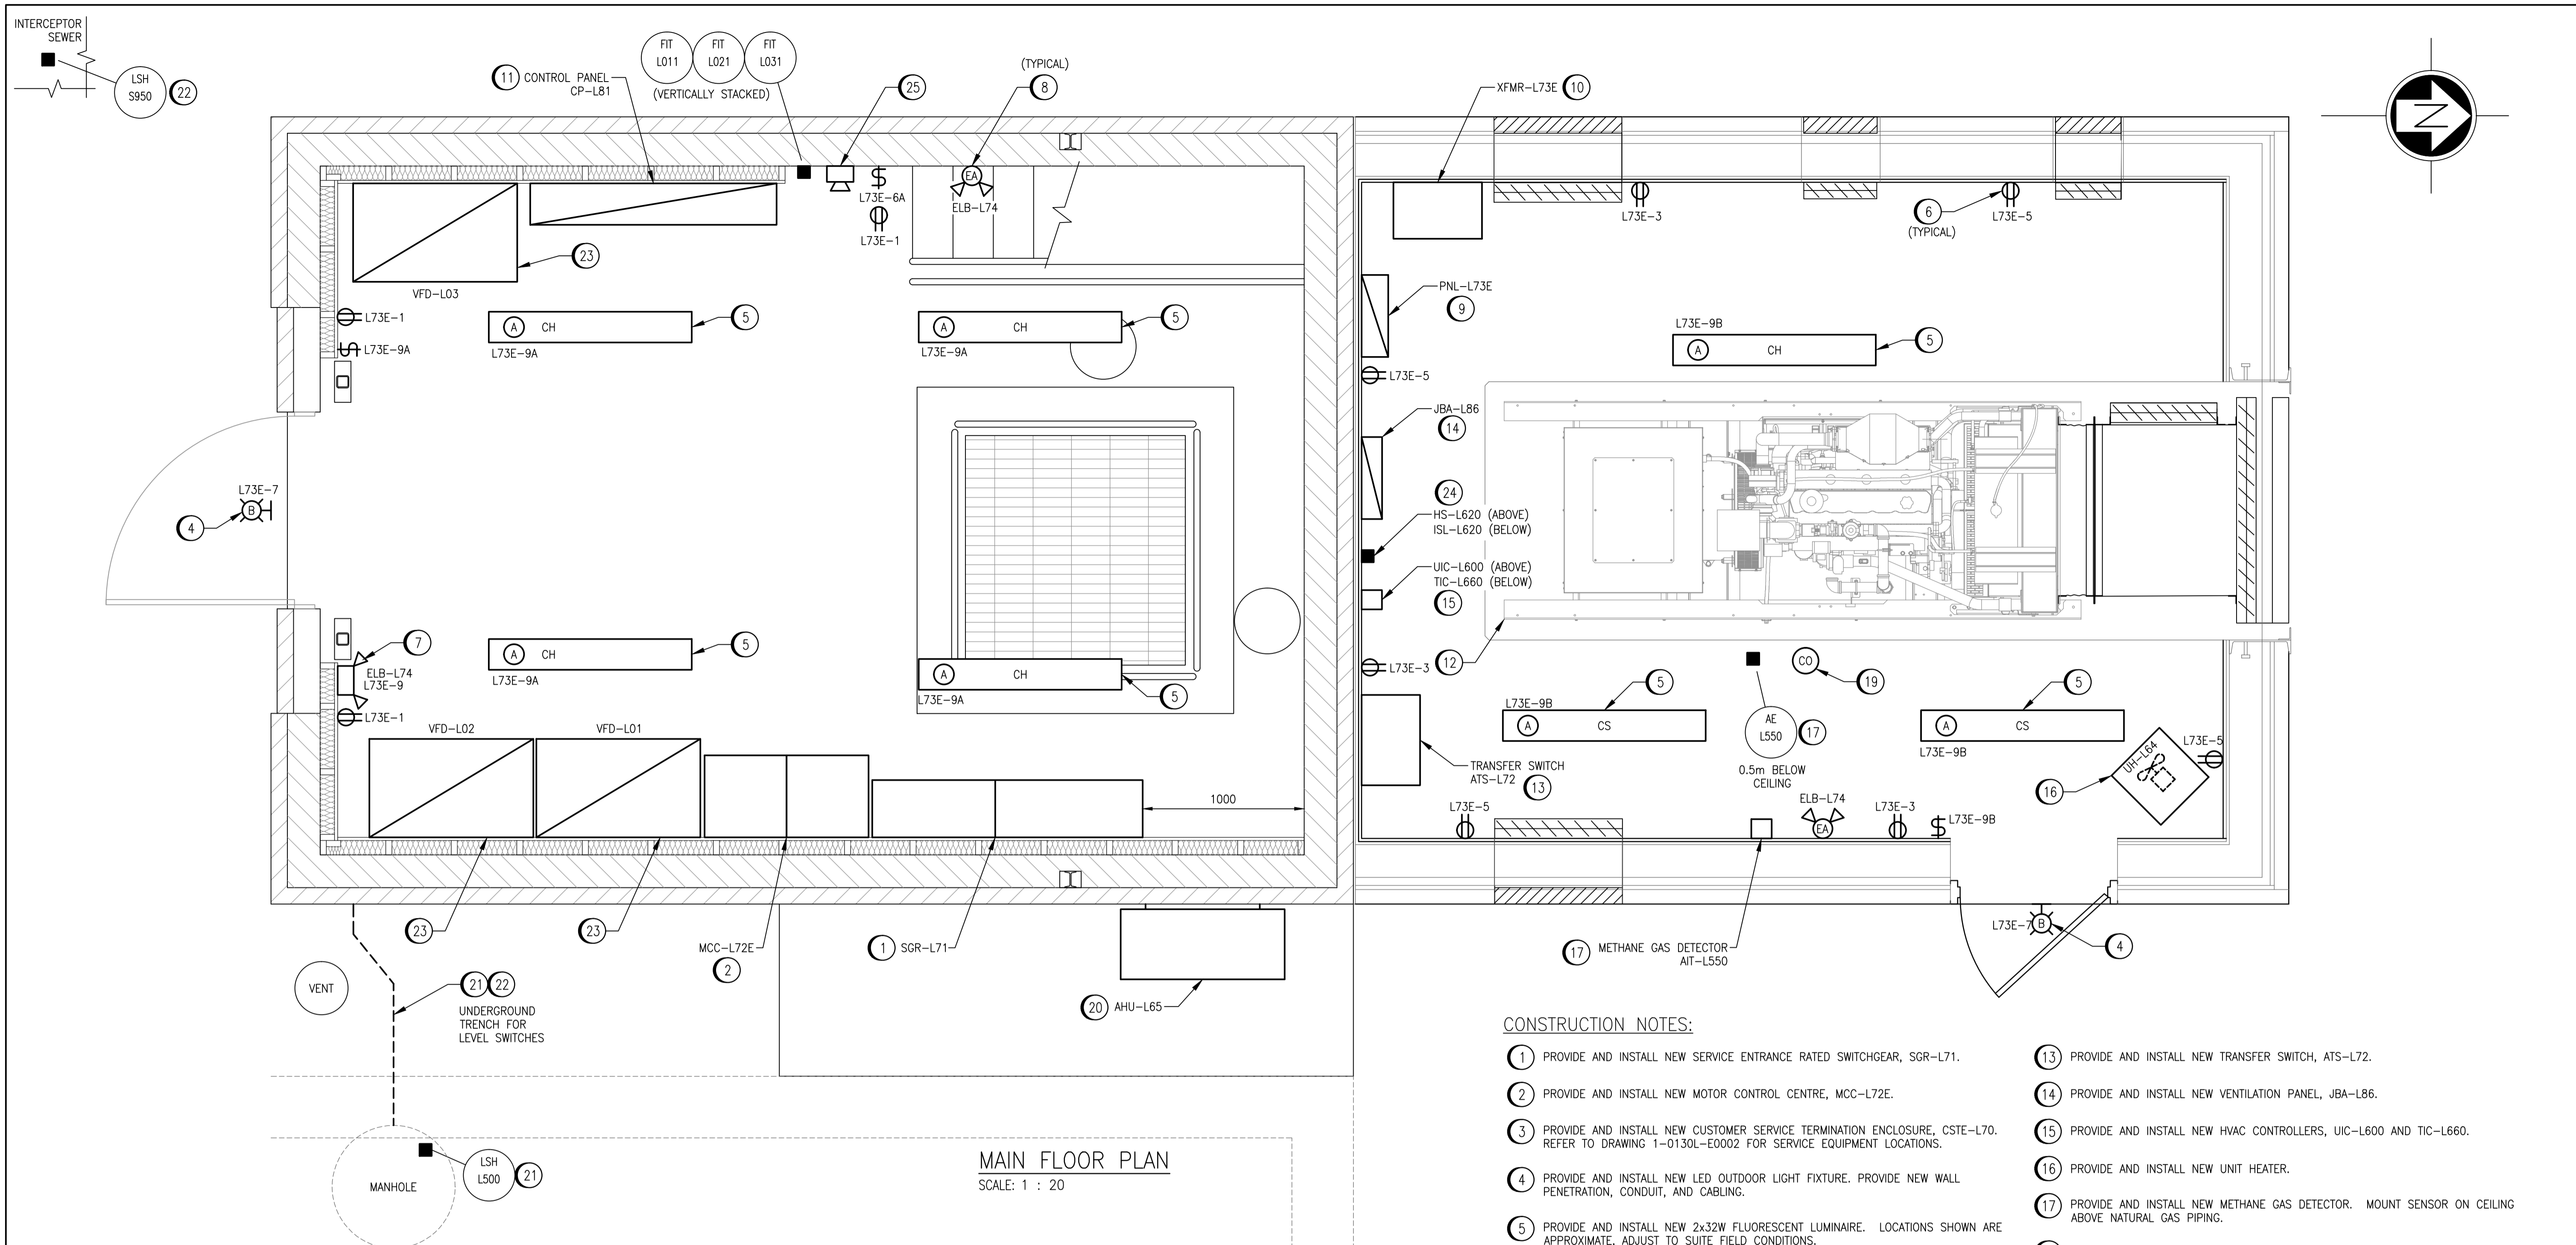 INTERCEPTOR
SEWER
LSH
S950
22
11
CONTROL PANEL
CP-L81
FIT
L011
FIT
L021
FIT
L031
(VERTICALLY STACKED)
25
(TYPICAL)
8
XFMR-L73E
10
N
L73E-6A
L73E-1
EA
ELB-L74
L73E-3
6
(TYPICAL)
L73E-5
23
VFD-L03
L73E-1
L73E-9A
A
CH
5
L73E-9A
A
CH
5
L73E-9A
PNL-L73E
9
L73E-9B
A
CH
5
L73E-5
JBA-L86
14
24
HS-L620 (ABOVE)
ISL-L620 (BELOW)
UIC-L600 (ABOVE)
TIC-L660 (BELOW)
15
L73E-7
B
4
7
ELB-L74
L73E-9
L73E-1
A
CH
5
L73E-9A
A
CH
5
L73E-9A
L73E-3
12
CO
19
L73E-9B
A
CS
5
AE
L550
17
0.5m BELOW
CEILING
A
CS
5
L73E-9B
UH-L64
L73E-5
16
VFD-L02
VFD-L01
1000
TRANSFER SWITCH
ATS-L72
13
L73E-5
ELB-L74
EA
L73E-3
L73E-9B
23
23
MCC-L72E
2
1
SGR-L71
17
METHANE GAS DETECTOR
AIT-L550
L73E-7
B
4
VENT
21
22
UNDERGROUND
TRENCH FOR
LEVEL SWITCHES
20
AHU-L65
MANHOLE
LSH
L500
21
MAIN FLOOR PLAN
SCALE: 1 : 20
CONSTRUCTION NOTES:
1 PROVIDE AND INSTALL NEW SERVICE ENTRANCE RATED SWITCHGEAR, SGR-L71.
2 PROVIDE AND INSTALL NEW MOTOR CONTROL CENTRE, MCC-L72E.
3 PROVIDE AND INSTALL NEW CUSTOMER SERVICE TERMINATION ENCLOSURE, CSTE-L70.
REFER TO DRAWING 1-0130L-E0002 FOR SERVICE EQUIPMENT LOCATIONS.
4 PROVIDE AND INSTALL NEW LED OUTDOOR LIGHT FIXTURE. PROVIDE NEW WALL
PENETRATION, CONDUIT, AND CABLING.
5 PROVIDE AND INSTALL NEW 2x32W FLUORESCENT LUMINAIRE. LOCATIONS SHOWN ARE
APPROXIMATE, ADJUST TO SUITE FIELD CONDITIONS.
13 PROVIDE AND INSTALL NEW TRANSFER SWITCH, ATS-L72.
14 PROVIDE AND INSTALL NEW VENTILATION PANEL, JBA-L86.
15 PROVIDE AND INSTALL NEW HVAC CONTROLLERS, UIC-L600 AND TIC-L660.
16 PROVIDE AND INSTALL NEW UNIT HEATER.
17 PROVIDE AND INSTALL NEW METHANE GAS DETECTOR. MOUNT SENSOR ON CEILING
ABOVE NATURAL GAS PIPING.